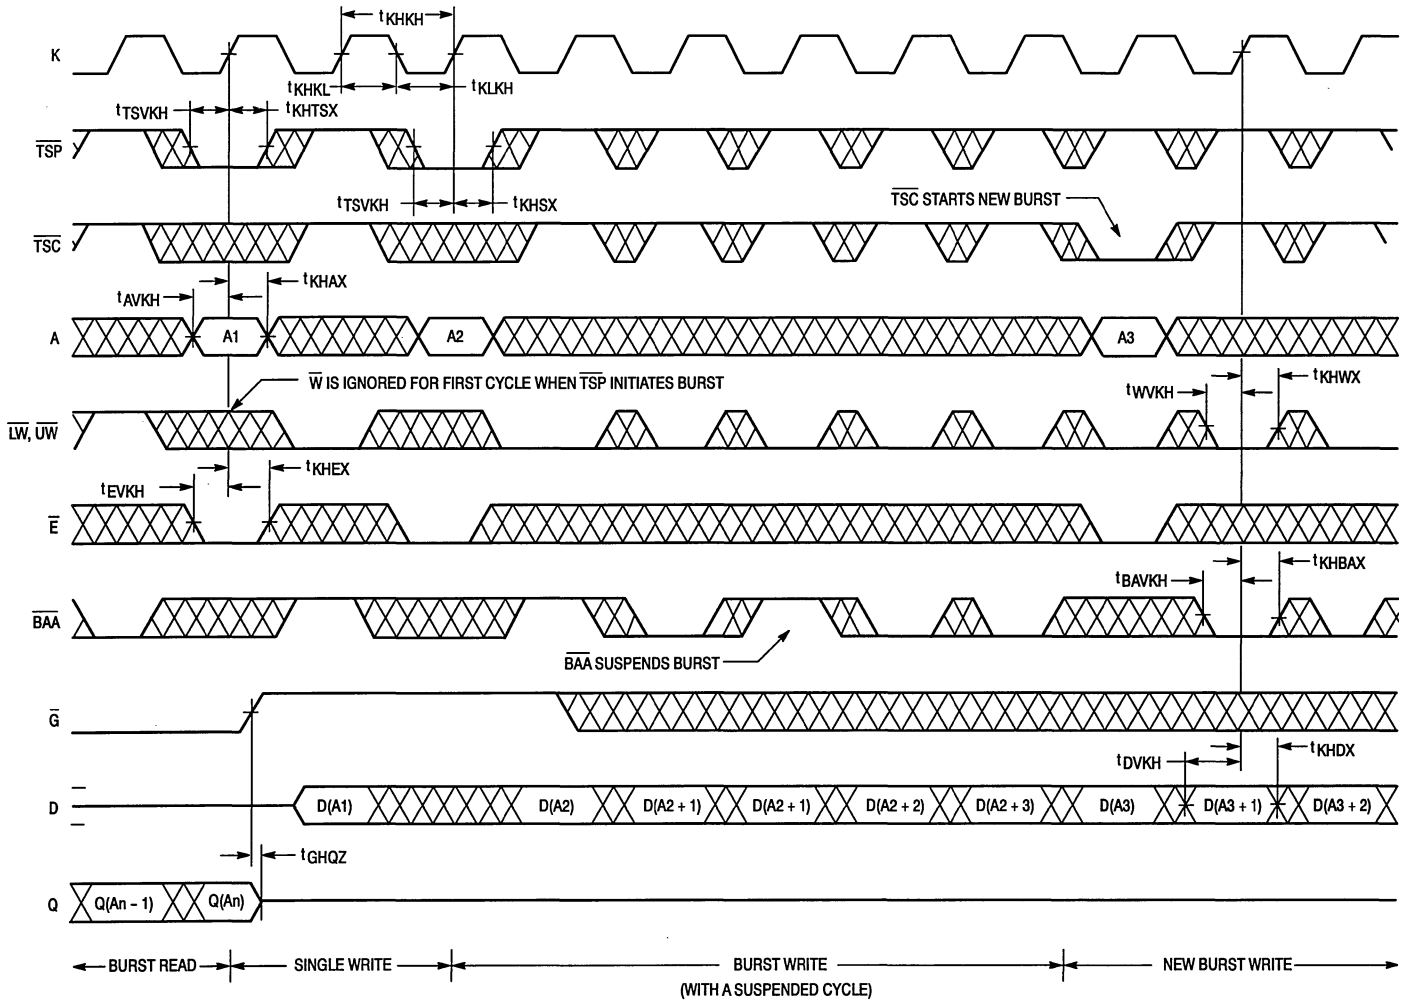 tKHKH
K
tKHKL
tKLKH
tTSVKH
tKHTSX
TSP
tTSVKH
tKHSX
TSC STARTS NEW BURST
TSC
tKHAX
tAVKH
A
A1
A2
A3
W IS IGNORED FOR FIRST CYCLE WHEN TSP INITIATES BURST
tWVKH
tKHWX
LW, UW
tKHEX
tEVKH
E
tBAVKH
tKHBAX
BAA
BAA SUSPENDS BURST
G
tDVKH
tKHDX
D
D(A1)
D(A2)
D(A2 + 1)
D(A2 + 1)
D(A2 + 2)
D(A2 + 3)
D(A3)
D(A3 + 1)
D(A3 + 2)
tGHQZ
Q
Q(An – 1)
Q(An)
BURST READ
SINGLE WRITE
BURST WRITE
(WITH A SUSPENDED CYCLE)
NEW BURST WRITE